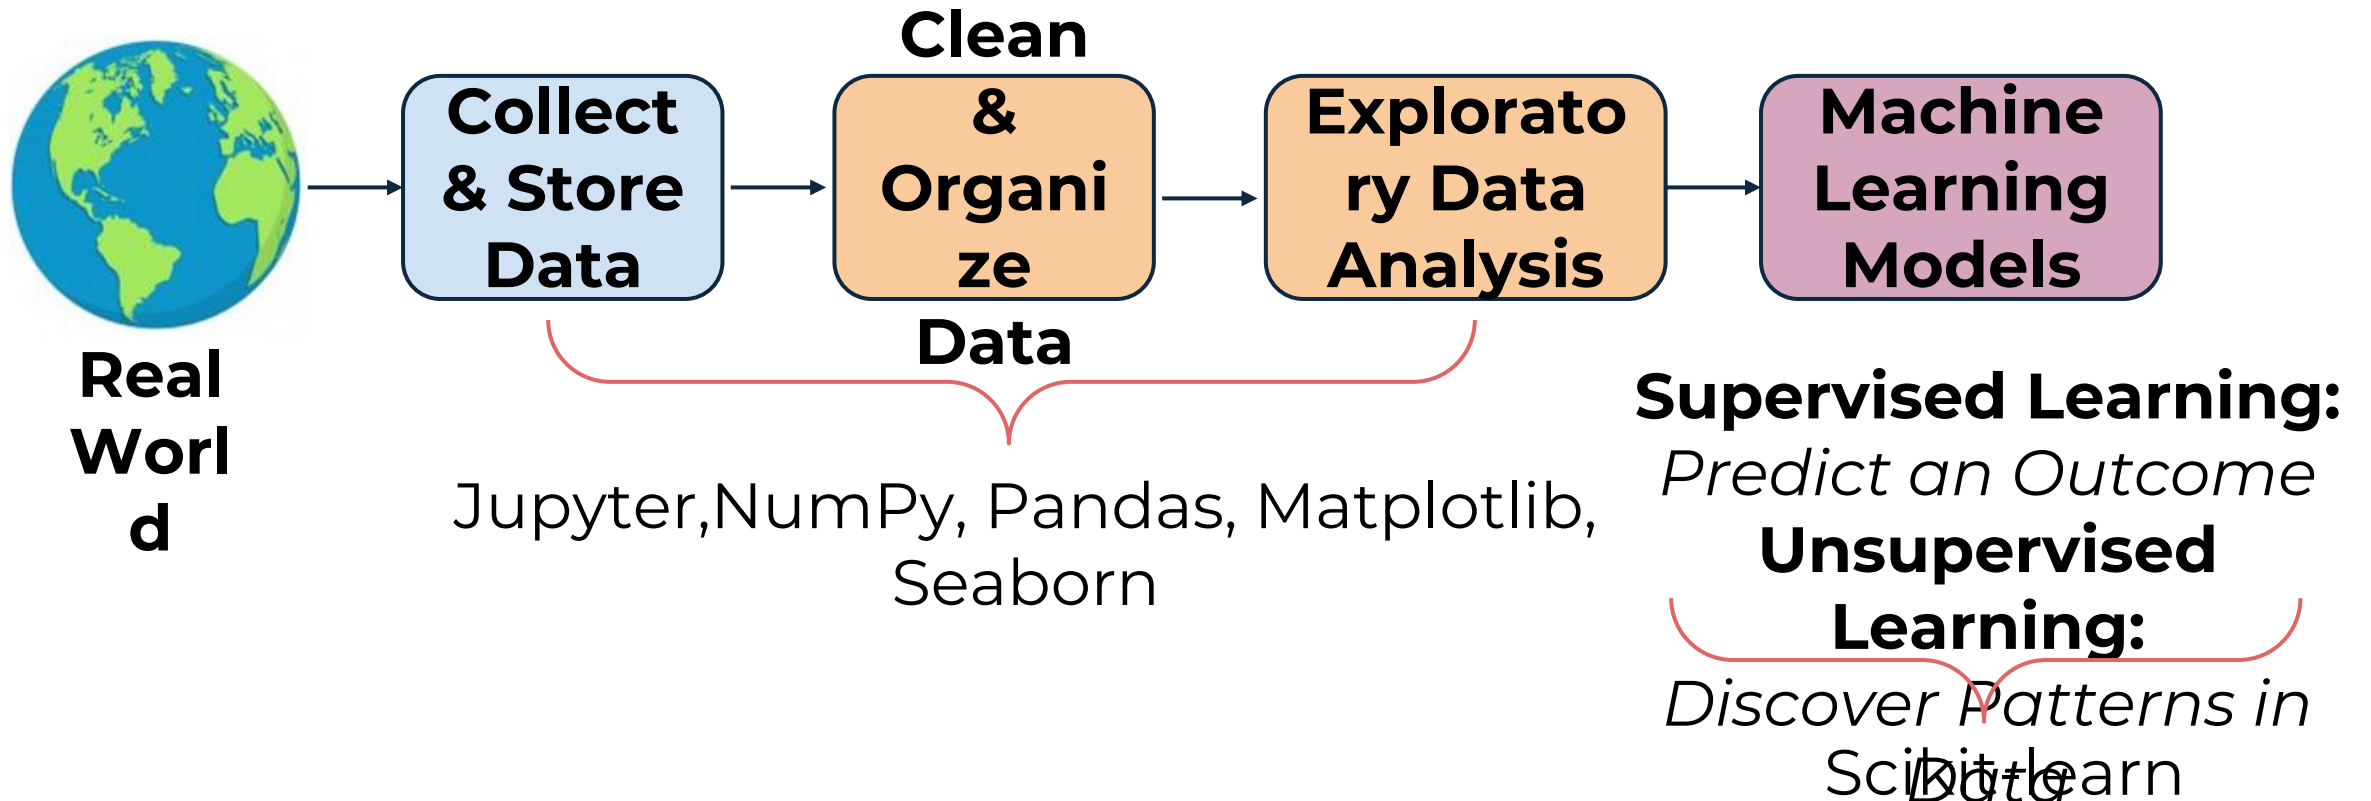 Real
Worl
d
Collect
& Store
Data
Clean
&
Organi
ze
Data
Explorato
ry Data
Analysis
Machine
Learning
Models
Jupyter,NumPy, Pandas, Matplotlib,
Seaborn
Supervised Learning:
Predict an Outcome
Unsupervised
Learning:
Discover Patterns in
Data
Scikit-learn